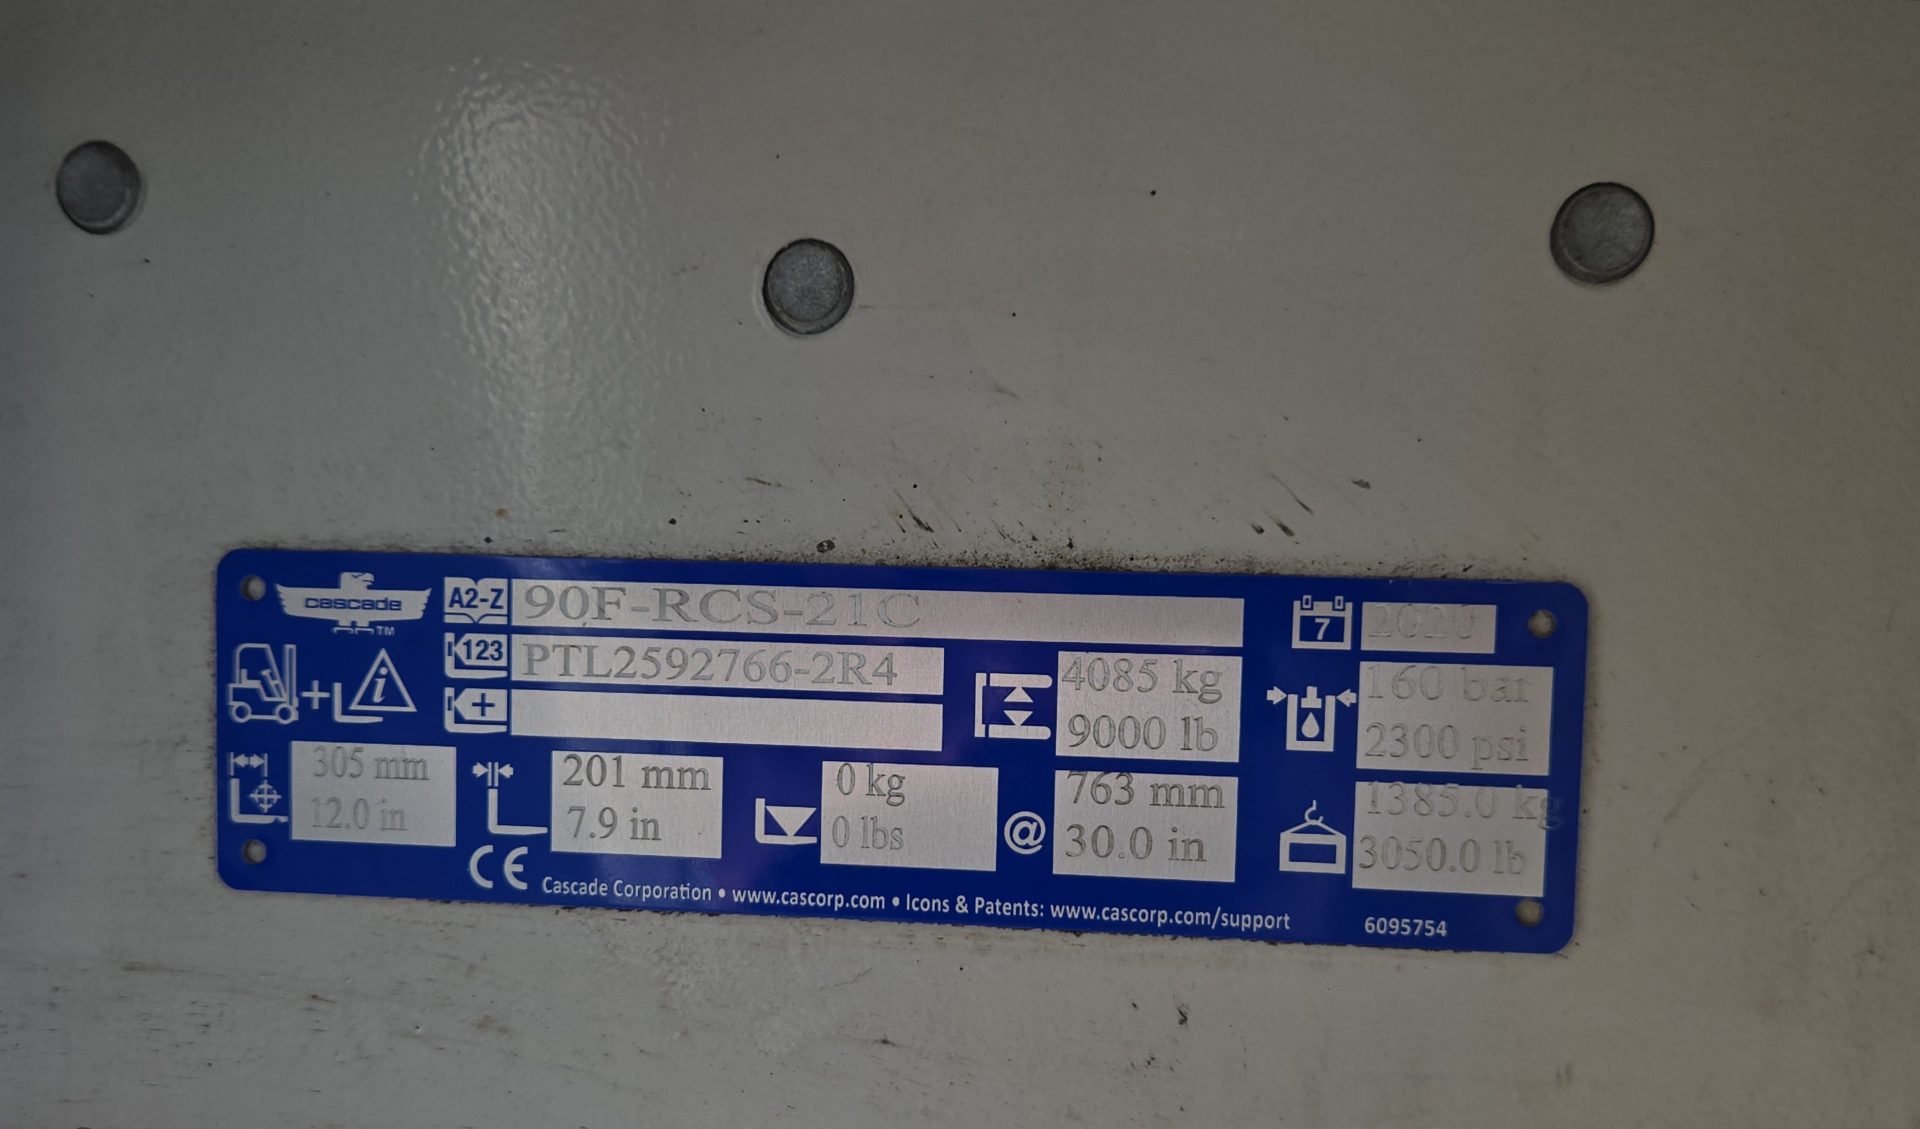 cascade
TM
A2-Z
90F-RCS-21C
7
2020
123
PTL2592766-2R4
4085 kg
9000 lb
160 bar
2300 psi
305 mm
12.0 in
201 mm
7.9 in
0 kg
0 lbs
@
763 mm
30.0 in
1385.0 kg
3050.0 lb
CE
Cascade Corporation • www.cascorp.com • Icons & Patents: www.cascorp.com/support
6095754